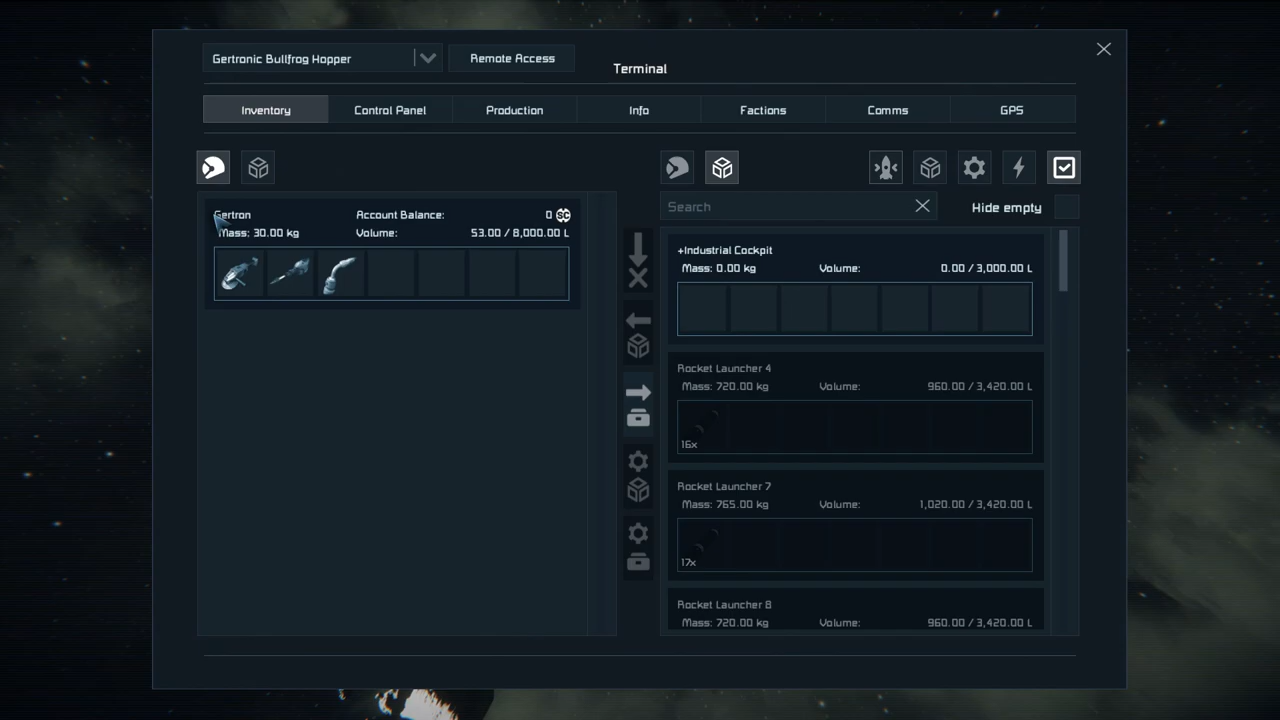 Gertronic Bullfrog Hopper
Remote Access
Terminal
Inventory
Control Panel
Production
Info
Factions
Comms
GPS
Gertron
Account Balance:
0 SC
Mass: 30.00 kg
Volume:
53.00 / 8,000.00 L
Search
Hide empty
+Industrial Cockpit
Mass: 0.00 kg
Volume:
0.00 / 3,000.00 L
Rocket Launcher 4
Mass: 720.00 kg
Volume:
960.00 / 3,420.00 L
16x
Rocket Launcher 7
Mass: 765.00 kg
Volume:
1,020.00 / 3,420.00 L
17x
Rocket Launcher 8
Mass: 720.00 kg
Volume:
960.00 / 3,420.00 L